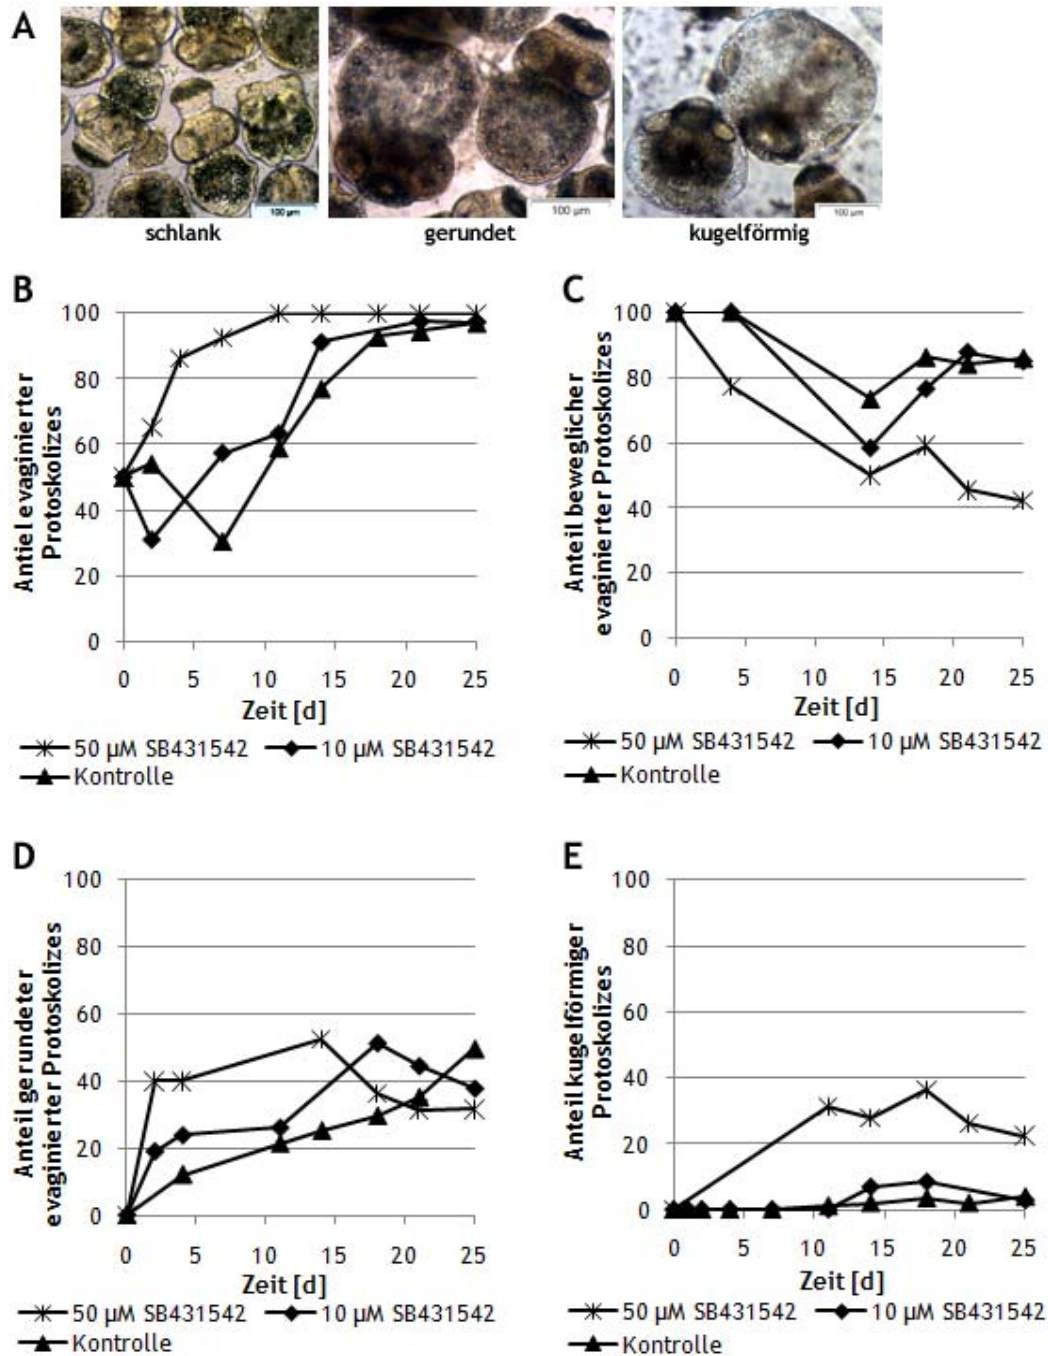 A
100 µm
100 µm
100 µm
schlank
gerundet
kugelförmig
B
Antiel evaginierter
Protoskolizes
100
80
60
40
20
0
0 5 10 15 20 25
Zeit [d]
50 µM SB431542 10 µM SB431542
Kontrolle
C
Anteil beweglicher
evaginierter Protoskolizes
100
80
60
40
20
0
0 5 10 15 20 25
Zeit [d]
50 µM SB431542 10 µM SB431542
Kontrolle
D
Anteil gerundeter
evaginierter Protoskolizes
100
80
60
40
20
0
0 5 10 15 20 25
Zeit [d]
50 µM SB431542 10 µM SB431542
Kontrolle
E
Anteil kugelförmiger
Protoskolizes
100
80
60
40
20
0
0 5 10 15 20 25
Zeit [d]
50 µM SB431542 10 µM SB431542
Kontrolle